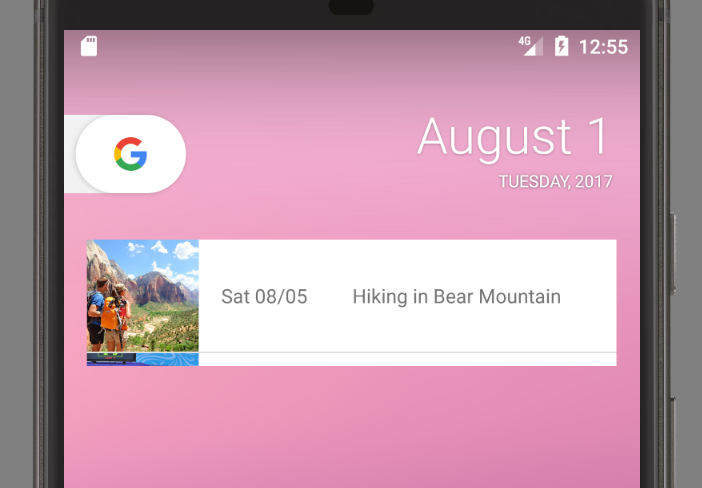 4G 12:55
G
August 1
TUESDAY, 2017
Sat 08/05 Hiking in Bear Mountain